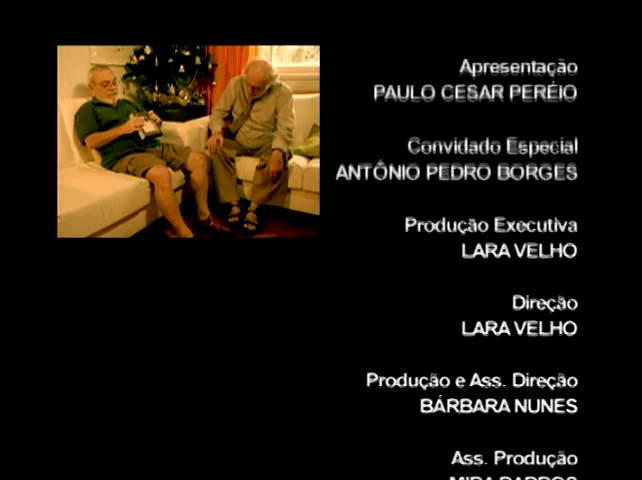 Apresentação
PAULO CESAR PERÉIO
Convidado Especial
ANTÔNIO PEDRO BORGES
Produção Executiva
LARA VELHO
Direção
LARA VELHO
Produção e Ass. Direção
BÁRBARA NUNES
Ass. Produção